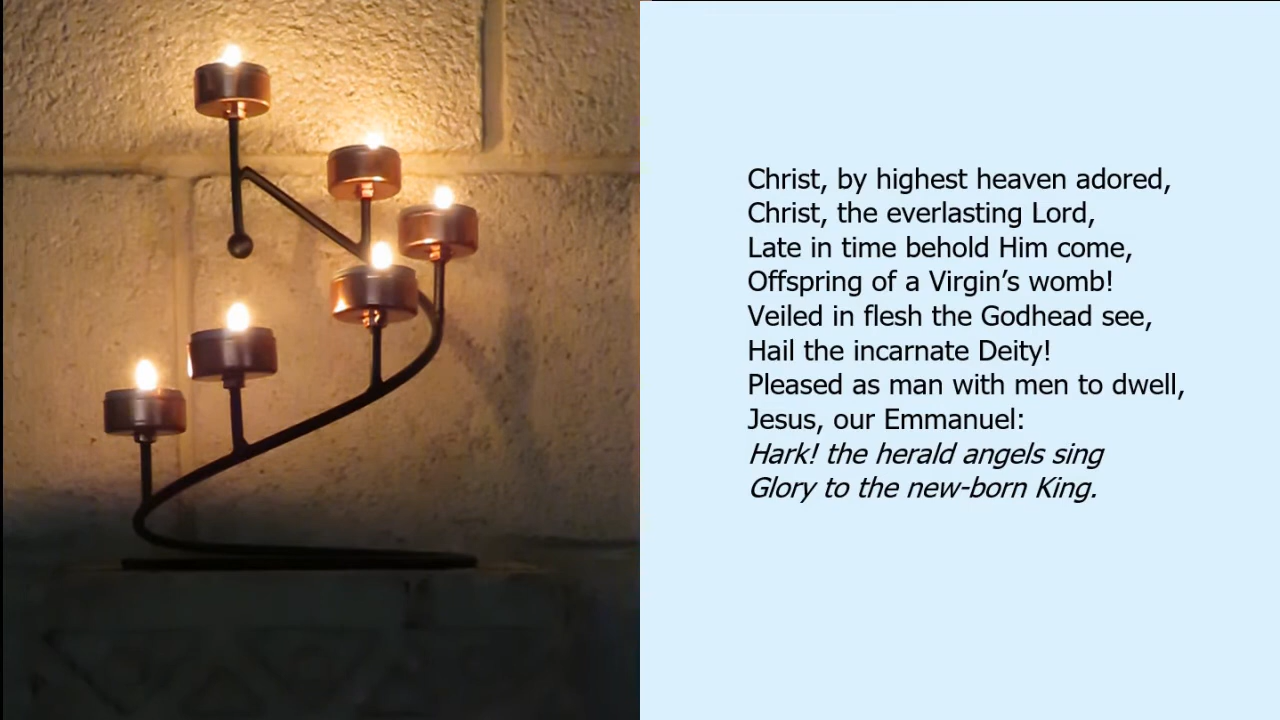 Christ, by highest heaven adored,
Christ, the everlasting Lord,
Late in time behold Him come,
Offspring of a Virgin’s womb!
Veiled in flesh the Godhead see,
Hail the incarnate Deity!
Pleased as man with men to dwell,
Jesus, our Emmanuel:
Hark! the herald angels sing
Glory to the new-born King.